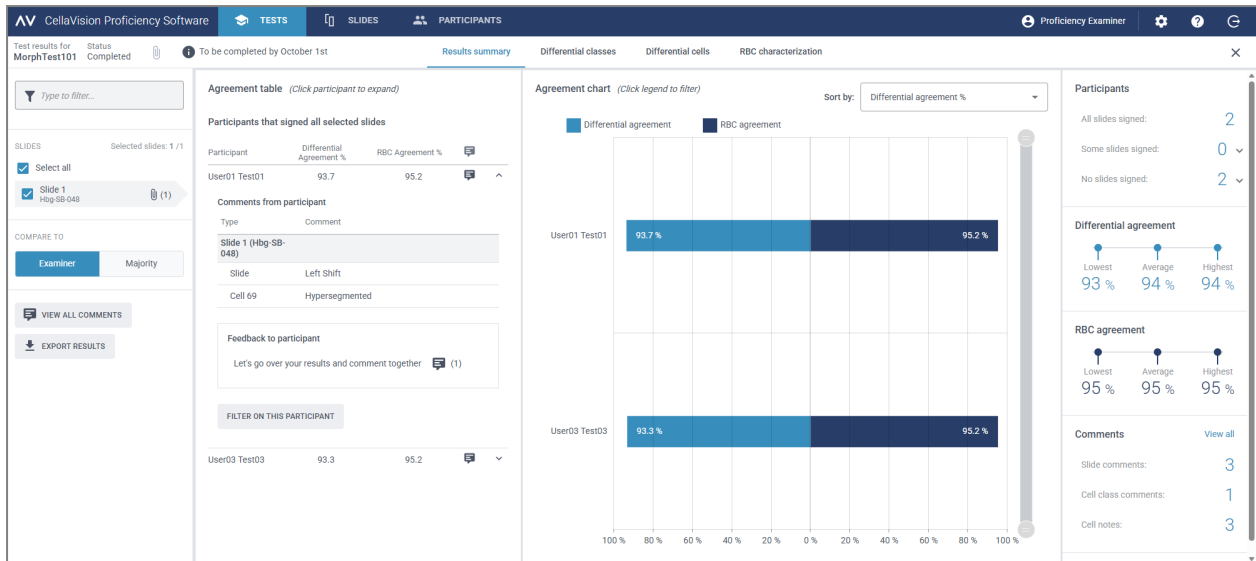 CellaVision Proficiency Software
TESTS
SLIDES
PARTICIPANTS
Proficiency Examiner
Test results for
MorphTest101
Status
Completed
To be completed by October 1st
Results summary
Differential classes
Differential cells
RBC characterization
Type to filter...
SLIDES
Selected slides: 1 /1
Select all
Slide 1
Hbg-SB-048
(1)
COMPARE TO
Examiner
Majority
VIEW ALL COMMENTS
EXPORT RESULTS
Agreement table (Click participant to expand)
Participants that signed all selected slides
Participant
Differential
Agreement %
RBC Agreement %
User01 Test01 93.7 95.2
Comments from participant
Type Comment
Slide 1 (Hbg-SB-
048)
Slide Left Shift
Cell 69 Hypersegmented
Feedback to participant
Let's go over your results and comment together (1)
FILTER ON THIS PARTICIPANT
User03 Test03 93.3 95.2
Agreement chart (Click legend to filter)
Sort by:
Differential agreement %
Differential agreement
RBC agreement
User01 Test01
93.7 %
95.2 %
User03 Test03
93.3 %
95.2 %
100 % 80 % 60 % 40 % 20 % 0 % 20 % 40 % 60 % 80 % 100 %
Participants
All slides signed: 2
Some slides signed: 0
No slides signed: 2
Differential agreement
Lowest Average Highest
93 % 94 % 94 %
RBC agreement
Lowest Average Highest
95 % 95 % 95 %
Comments
View all
Slide comments: 3
Cell class comments: 1
Cell notes: 3